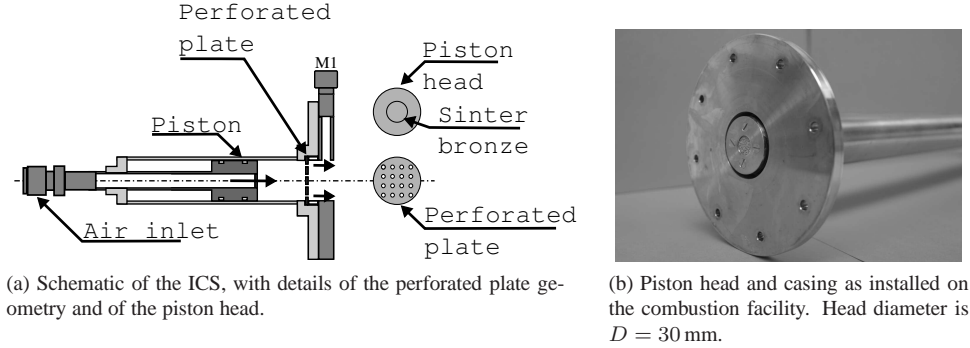 Perforated
plate
M1
Piston
head
Sinter
bronze
Piston
Air inlet
Perforated
plate
(a) Schematic of the ICS, with details of the perforated plate ge-
ometry and of the piston head.
(b) Piston head and casing as installed on
the combustion facility. Head diameter is
D = 30 mm.